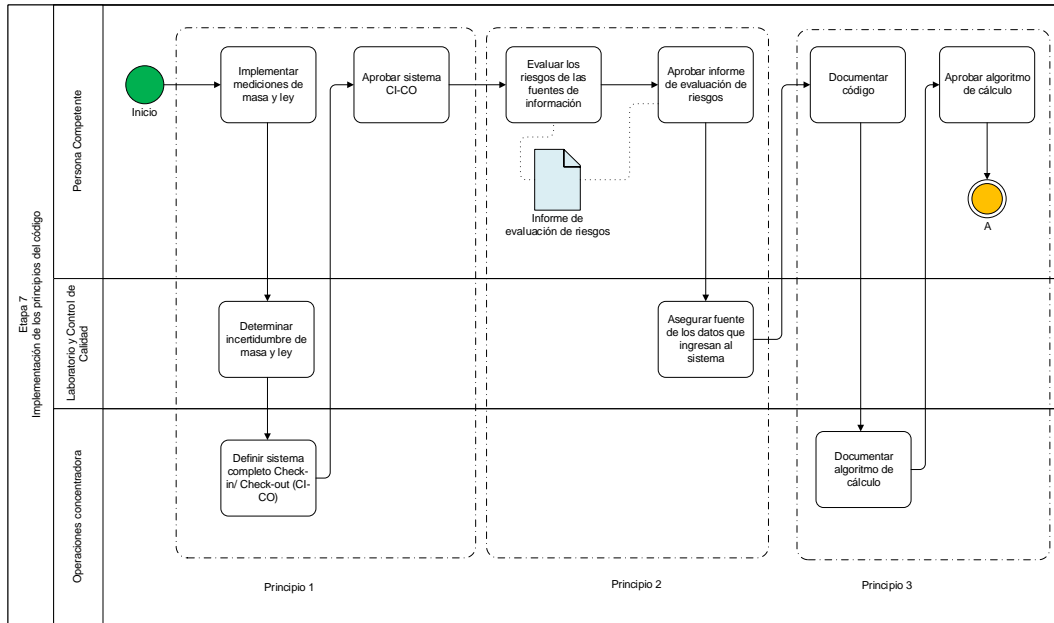 Etapa 7
Implementación de los principios del código
Persona Competente
Inicio
Implementar
mediciones de
masa y ley
Aprobar sistema
CI-CO
Evaluar los
riesgos de las
fuentes de
información
Aprobar informe
de evaluación de
riesgos
Informe de
evaluación de riesgos
Documentar
código
Aprobar algoritmo
de cálculo
A
Laboratorio y Control de
Calidad
Determinar
incertidumbre de
masa y ley
Asegurar fuente
de los datos que
ingresan al
sistema
Operaciones concentradora
Definir sistema
completo Check-
in/ Check-out (CI-
CO)
Documentar
algoritmo de
cálculo
Principio 1
Principio 2
Principio 3